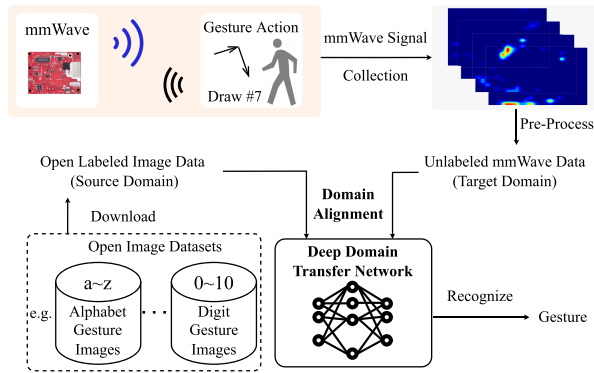 mmWave
Gesture Action
Draw #7
mmWave Signal
Collection
Pre-Process
Open Labeled Image Data
(Source Domain)
Unlabeled mmWave Data
(Target Domain)
Domain
Alignment
Download
Open Image Datasets
e.g.
a~z
Alphabet
Gesture
Images
· · ·
0~10
Digit
Gesture
Images
Deep Domain
Transfer Network
Recognize
Gesture